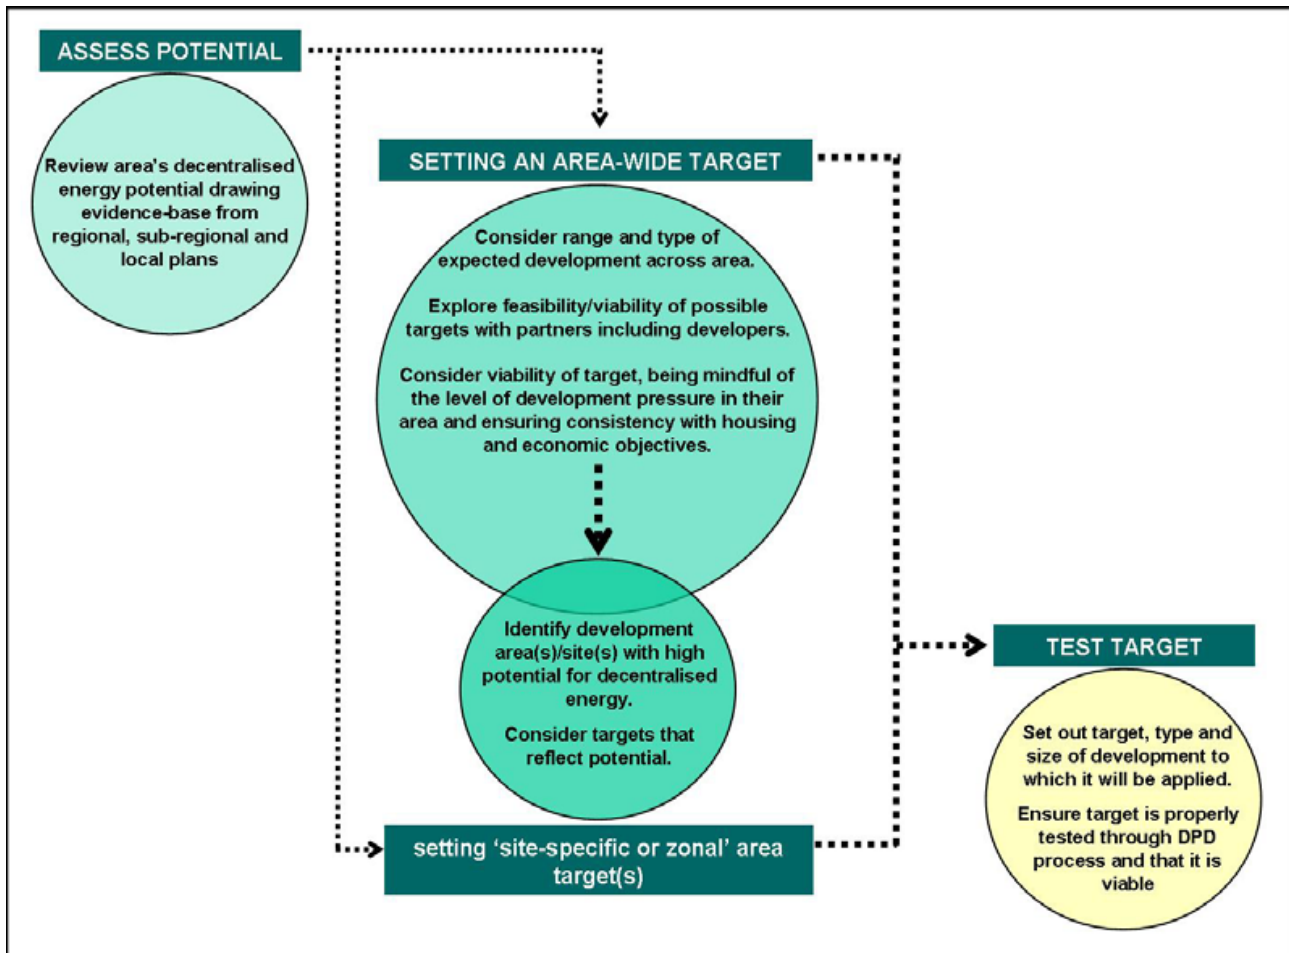 ASSESS POTENTIAL
Review area's decentralised
energy potential drawing
evidence-base from
regional, sub-regional and
local plans
SETTING AN AREA-WIDE TARGET
Consider range and type of
expected development across area.
Explore feasibility/viability of possible
targets with partners including developers.
Consider viability of target, being mindful of
the level of development pressure in their
area and ensuring consistency with housing
and economic objectives.
Identify development
area(s)/site(s) with high
potential for decentralised
energy.
Consider targets that
reflect potential.
setting ‘site-specific or zonal’ area
target(s)
TEST TARGET
Set out target, type and
size of development to
which it will be applied.
Ensure target is properly
tested through DPD
process and that it is
viable